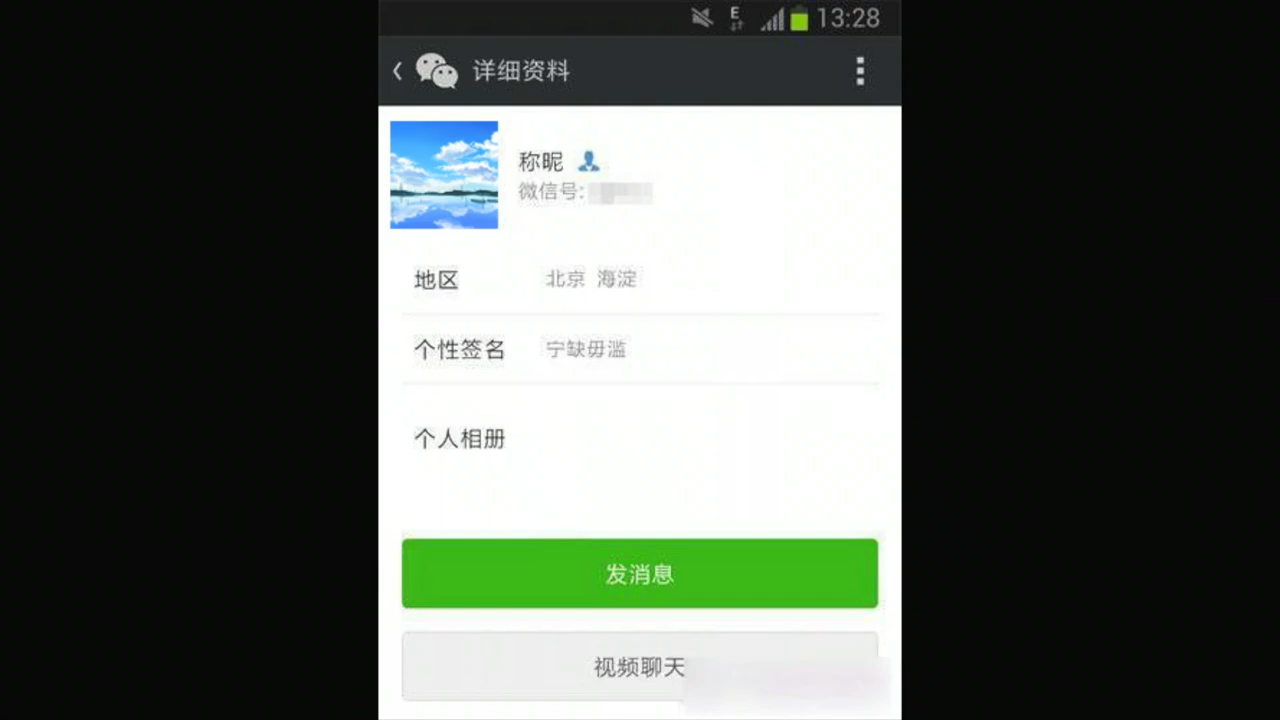 E 13:28
详细资料
称昵
微信号:
地区 北京 海淀
个性签名 宁缺毋滥
个人相册
发消息
视频聊天